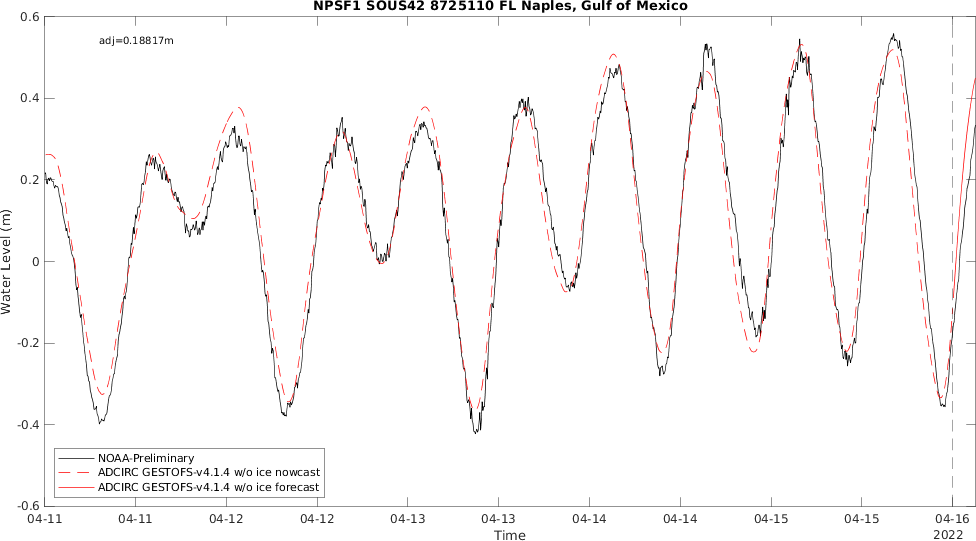 NPSF1 SOUS42 8725110 FL Naples, Gulf of Mexico
adj=0.18817m
0.6
0.4
0.2
0
-0.2
-0.4
-0.6
Water Level (m)
NOAA-Preliminary
ADCIRC GESTOFS-v4.1.4 w/o ice nowcast
ADCIRC GESTOFS-v4.1.4 w/o ice forecast
04-11 04-11 04-12 04-12 04-13 04-13 04-14 04-14 04-15 04-15 04-16
Time
2022